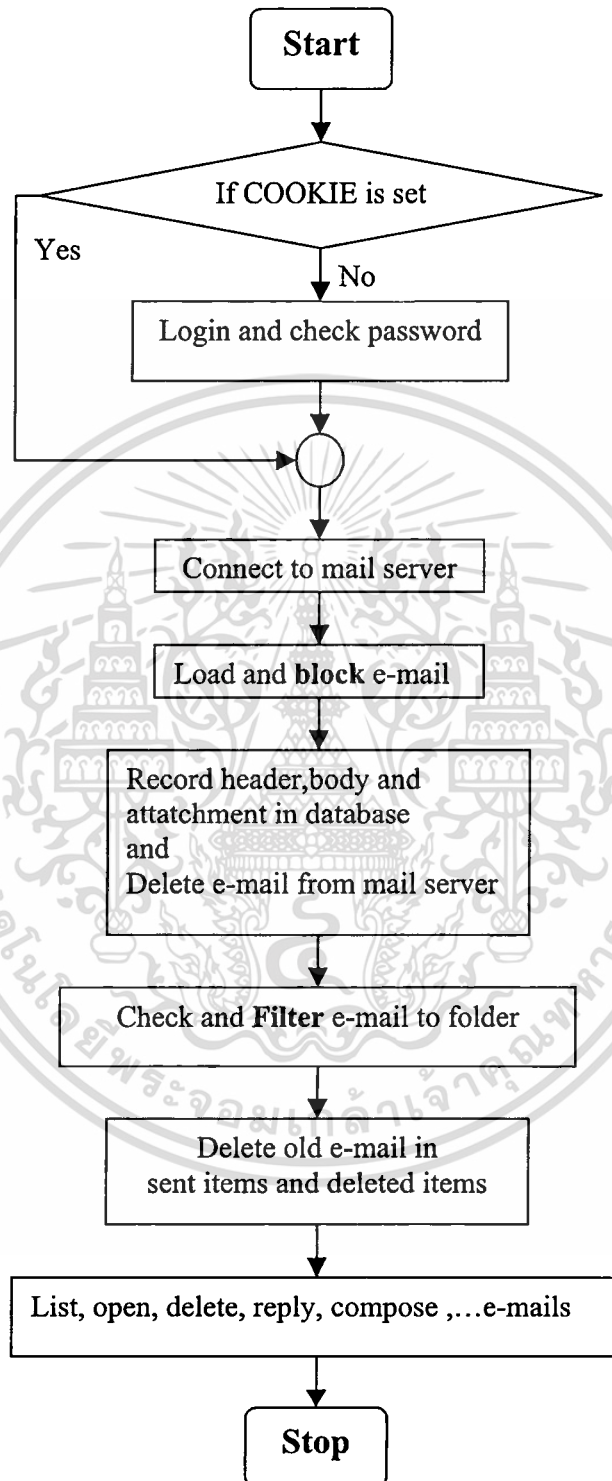 Start
If COOKIE is set
Yes
No
Login and check password
Connect to mail server
Load and block e-mail
Record header,body and
attatchment in database
and
Delete e-mail from mail server
Check and Filter e-mail to folder
Delete old e-mail in
sent items and deleted items
List, open, delete, reply, compose ,...e-mails
Stop